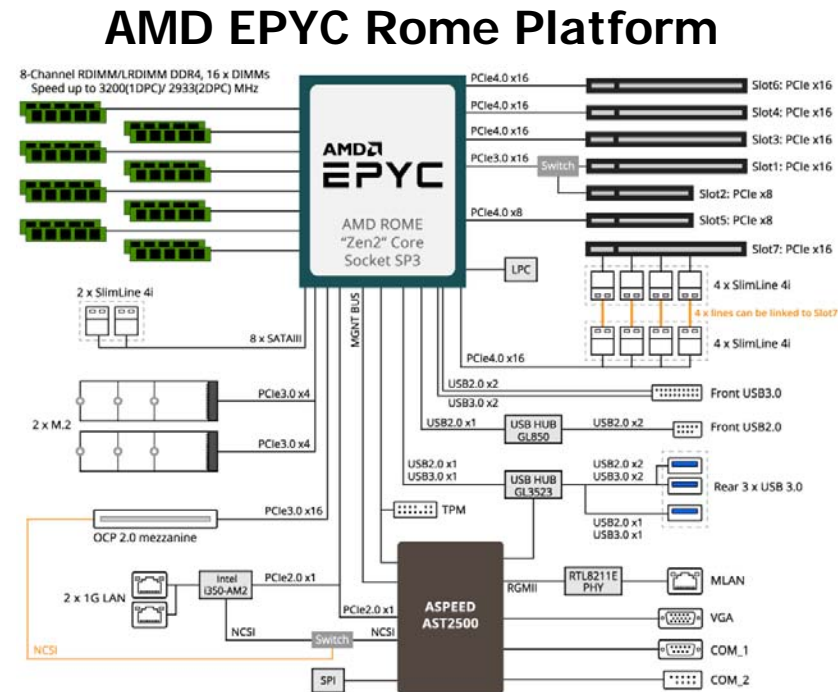 AMD EPYC Rome Platform
8-Channel RDIMM/LRDIMM DDR4, 16 x DIMMs
Speed up to 3200(1DPC)/ 2933(2DPC) MHz
AMD
EPYC
AMD ROME
"Zen2" Core
Socket SP3
PCIe4.0 x16
Slot6: PCIe x16
PCIe4.0 x16
Slot4: PCIe x16
PCIe4.0 x16
Slot3: PCIe x16
PCIe3.0 x16
Switch
Slot1: PCIe x16
Slot2: PCIe x8
PCIe4.0 x8
Slot5: PCIe x8
Slot7: PCIe x16
LPC
4 x SlimLine 4i
4 x lines can be linked to Slot7
4 x SlimLine 4i
PCIe4.0 x16
2 x SlimLine 4i
8 x SATAIII
MGNT BUS
2 x M.2
PCIe3.0 x4
PCIe3.0 x4
USB2.0 x2
USB3.0 x2
Front USB3.0
USB2.0 x1
USB HUB
GL850
USB2.0 x2
Front USB2.0
USB2.0 x1
USB3.0 x1
USB HUB
GL3523
USB2.0 x2
USB3.0 x2
Rear 3 x USB 3.0
USB2.0 x1
USB3.0 x1
PCIe3.0 x16
OCP 2.0 mezzanine
TPM
2 x 1G LAN
Intel
i350-AM2
PCIe2.0 x1
PCIe2.0 x1
NCSI
Switch
NCSI
NCSI
SPI
ASPEED
AST2500
RGMII
RTL8211E
PHY
MLAN
VGA
COM_1
COM_2